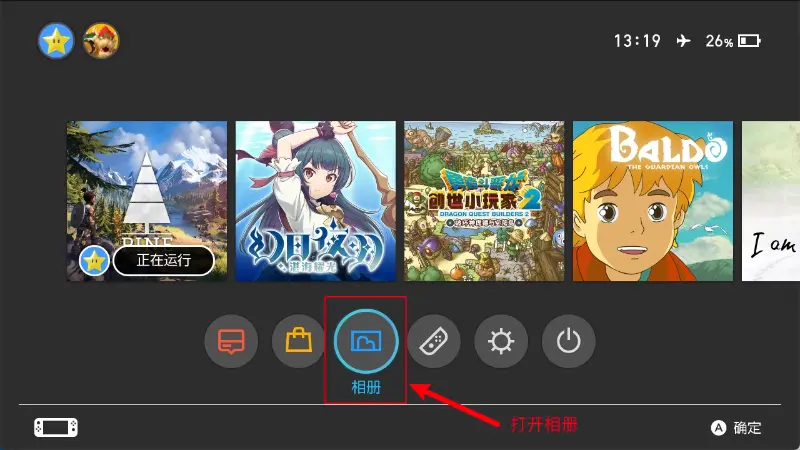 13:19 26%
PINE
正在运行
幻日夜羽
湛海耀龙
勇者斗恶龙
创世小玩家2
DRAGON QUEST BUILDERS 2
BALDO
THE GUARDIAN OWLS
I am
相册
打开相册
A 确定